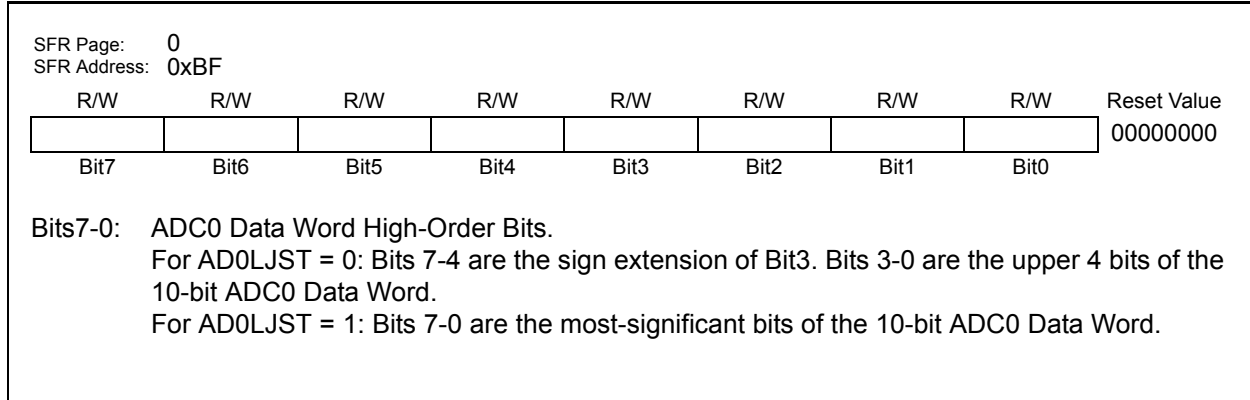 SFR Page: 0
SFR Address: 0xBF
R/W R/W R/W R/W R/W R/W R/W R/W Reset Value
00000000
Bit7 Bit6 Bit5 Bit4 Bit3 Bit2 Bit1 Bit0
Bits7-0: ADC0 Data Word High-Order Bits.
For AD0LJST = 0: Bits 7-4 are the sign extension of Bit3. Bits 3-0 are the upper 4 bits of the
10-bit ADC0 Data Word.
For AD0LJST = 1: Bits 7-0 are the most-significant bits of the 10-bit ADC0 Data Word.